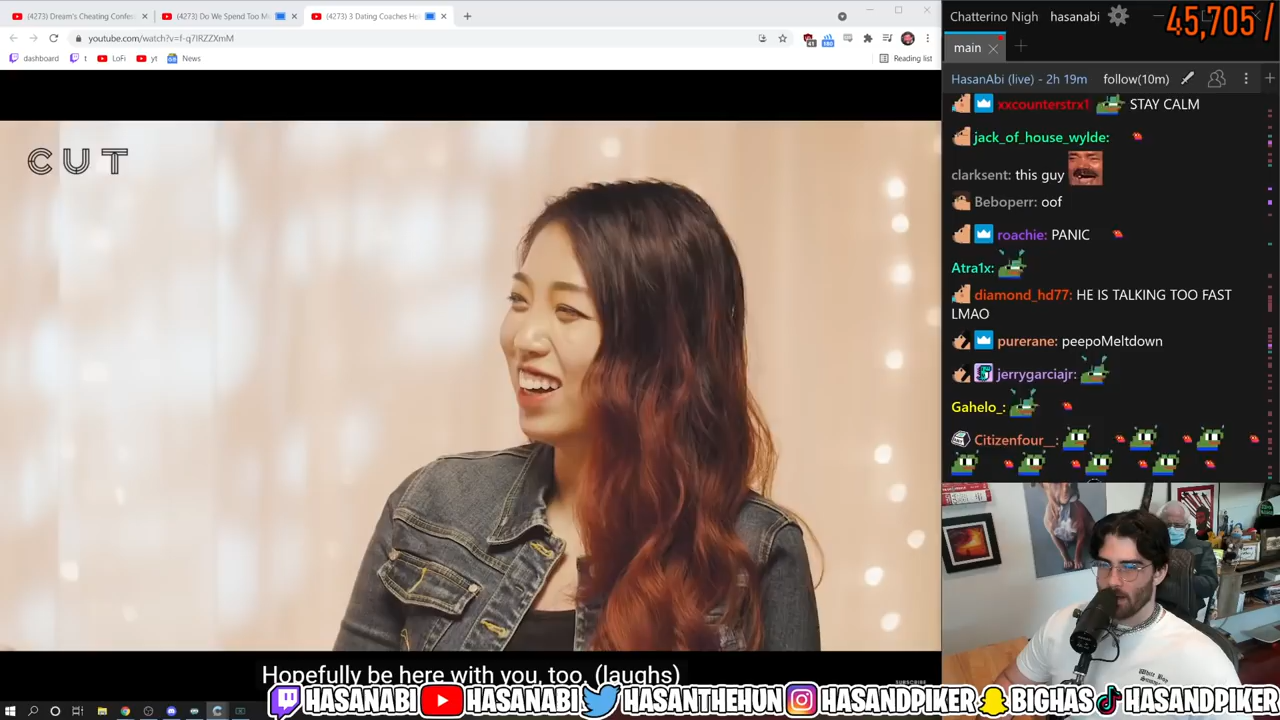 (4273) Dream's Cheating Confes
(4273) Do We Spend Too M
(4273) 3 Dating Coaches He
youtube.com/watch?v=f-q7IRZZXmM
dashboard
t
LoFi
yt
News
Reading list
CUT
Hopefully be here with you, too. (laughs)
SUBSCRIBE
Chatterino Nigh
hasanabi
45,705 /
main
HasanAbi (live) - 2h 19m
follow(10m)
xxcounterstrx1 STAY CALM
jack_of_house_wylde:
clarksent: this guy
Beboperr: oof
roachie: PANIC
Atra1x:
diamond_hd77: HE IS TALKING TOO FAST
LMAO
purerane: peepoMeltdown
jerrygarciajr:
Gahelo_:
Citizenfour__:
HASANABI HASANABI HASANTHEHUN HASANDPIKER BIGHAS HASANDPIKER